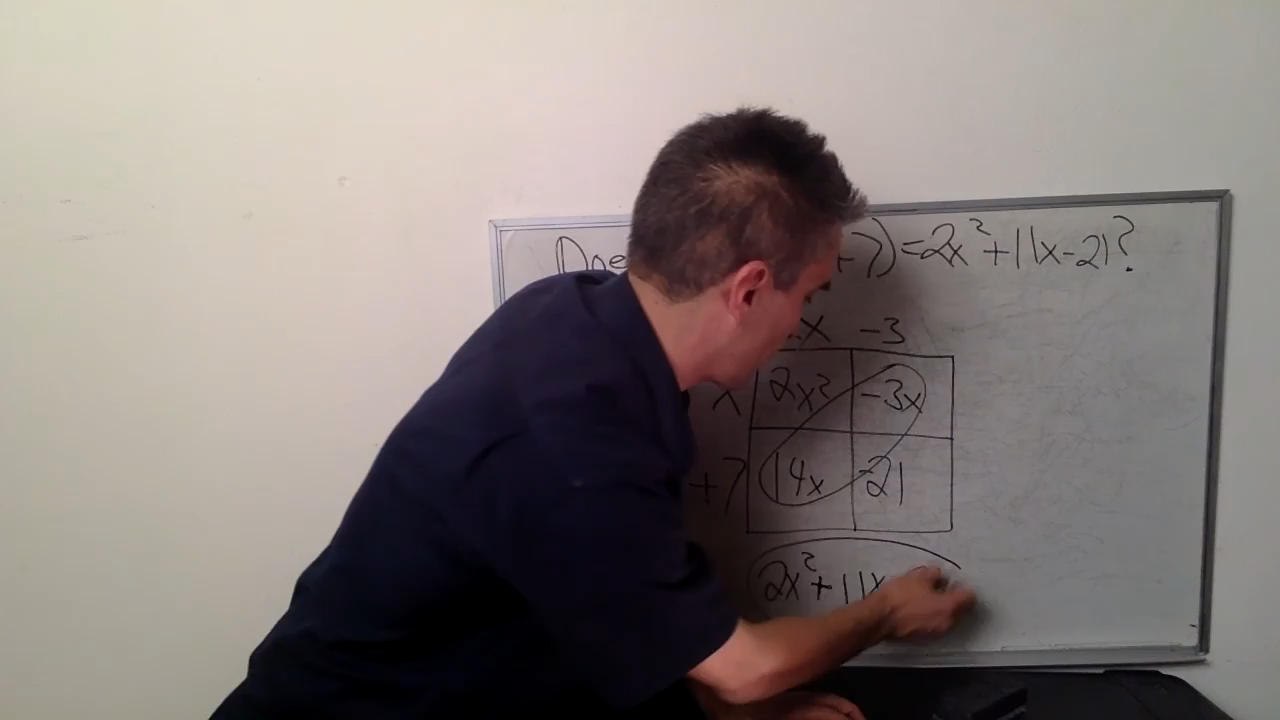 Doe +7)=2x²+11x-21?
x -3
x 2x² -3x
+7 14x -21
2x²+11x